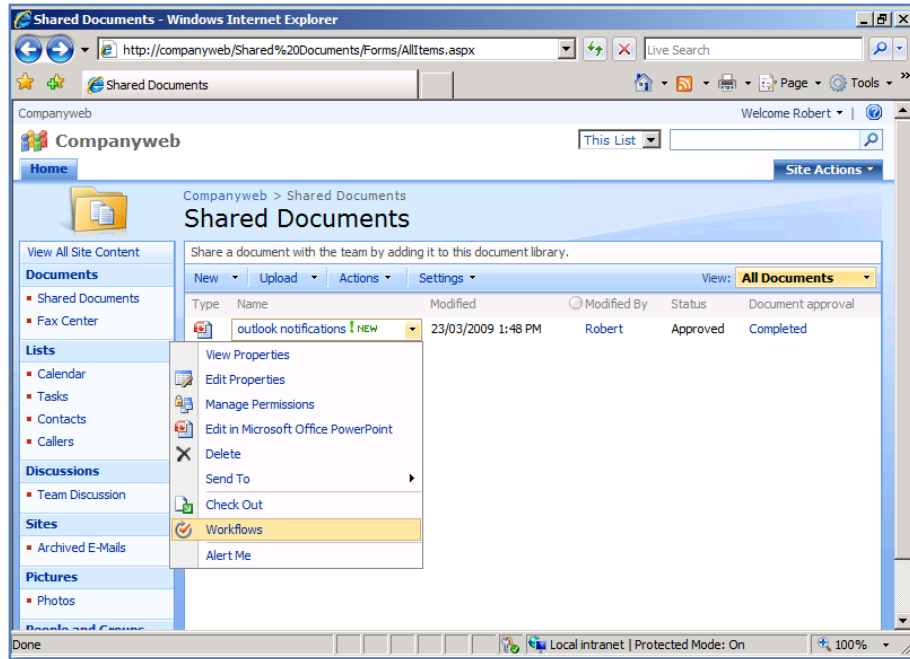 Shared Documents - Windows Internet Explorer
http://companyweb/Shared%20Documents/Forms/AllItems.aspx
Live Search
Shared Documents
Page
Tools
Companyweb
Welcome Robert
Companyweb
This List
Home
Site Actions
Companyweb > Shared Documents
Shared Documents
View All Site Content
Share a document with the team by adding it to this document library.
Documents
New Upload Actions Settings View: All Documents
Shared Documents
Type Name Modified Modified By Status Document approval
Fax Center
outlook notifications ! NEW 23/03/2009 1:48 PM Robert Approved Completed
Lists
Calendar
Tasks
Contacts
Callers
Discussions
Team Discussion
Sites
Archived E-Mails
Pictures
Photos
People and Groups
View Properties
Edit Properties
Manage Permissions
Edit in Microsoft Office PowerPoint
Delete
Send To
Check Out
Workflows
Alert Me
Done
Local intranet | Protected Mode: On
100%